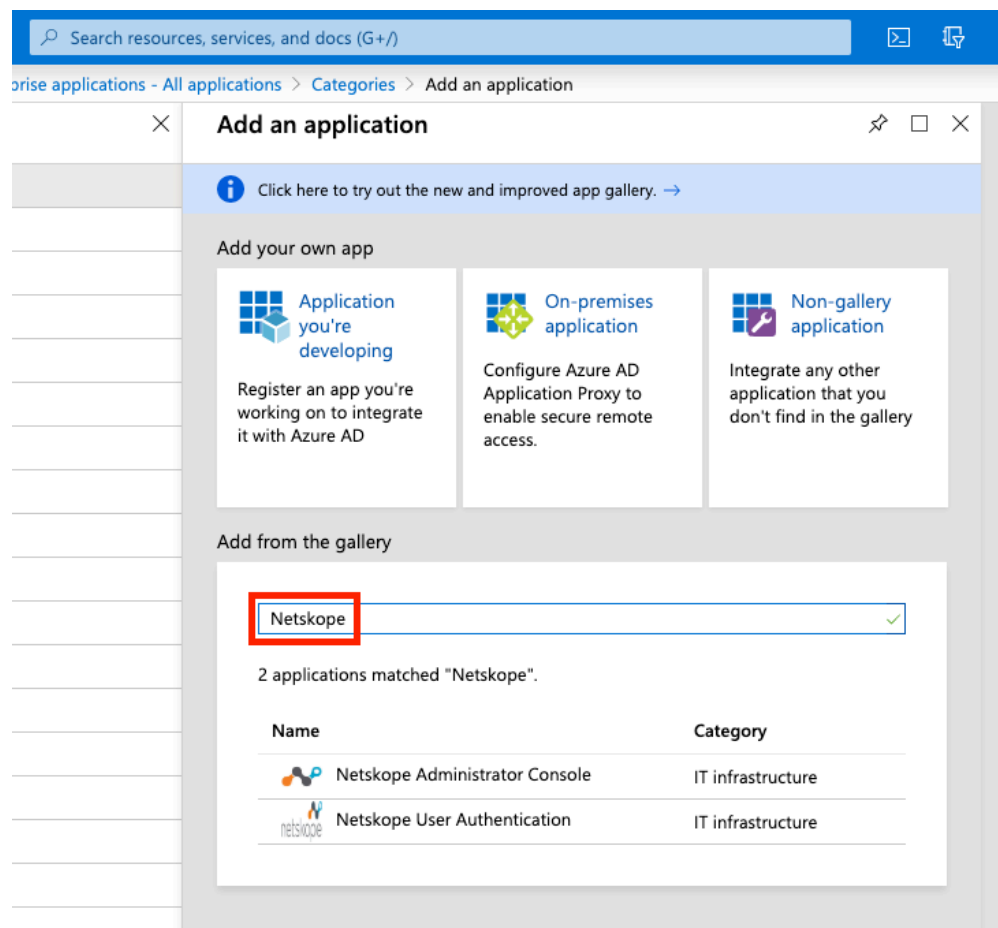 Search resources, services, and docs (G+/)
prise applications - All applications > Categories > Add an application
Add an application
Click here to try out the new and improved app gallery. →
Add your own app
Application
you're
developing
Register an app you're
working on to integrate
it with Azure AD
On-premises
application
Configure Azure AD
Application Proxy to
enable secure remote
access.
Non-gallery
application
Integrate any other
application that you
don't find in the gallery
Add from the gallery
Netskope
2 applications matched "Netskope".
Name Category
Netskope Administrator Console IT infrastructure
netskope Netskope User Authentication IT infrastructure